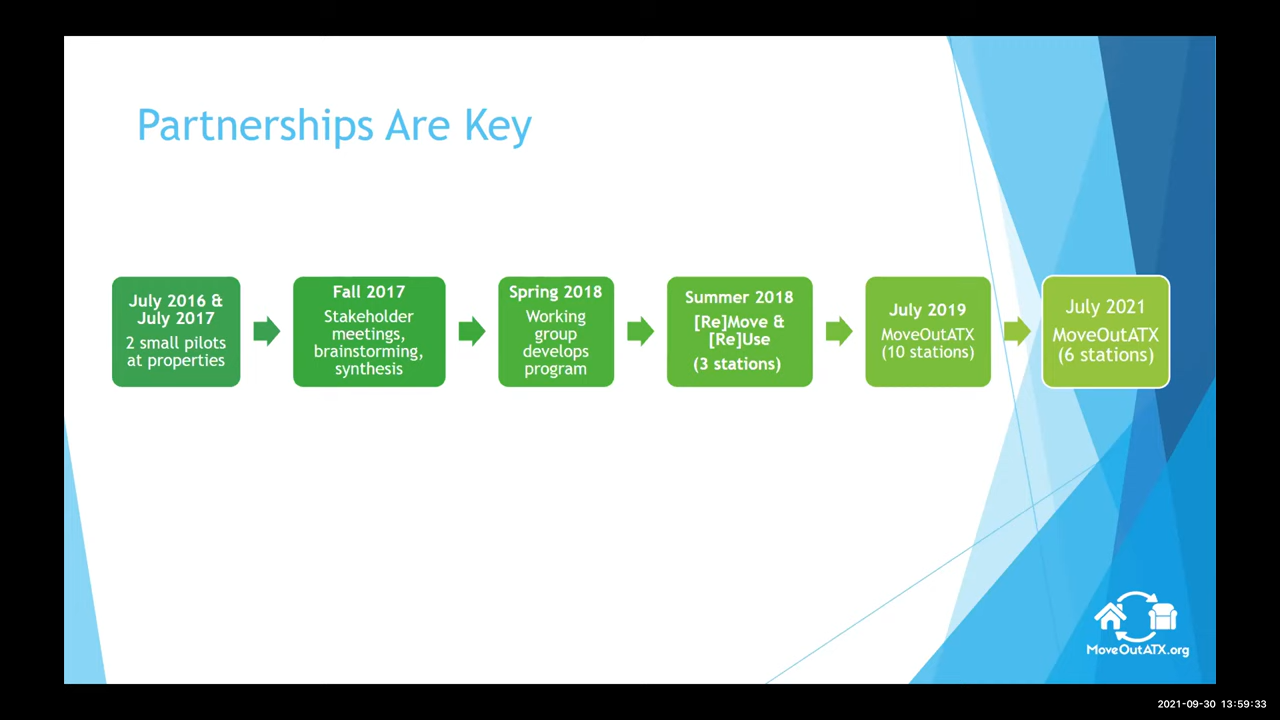 Partnerships Are Key
July 2016 &
July 2017
2 small pilots
at properties
Fall 2017
Stakeholder
meetings,
brainstorming,
synthesis
Spring 2018
Working
group
develops
program
Summer 2018
[Re]Move &
[Re]Use
(3 stations)
July 2019
MoveOutATX
(10 stations)
July 2021
MoveOutATX
(6 stations)
MoveOutATX.org
2021-09-30 13:59:33